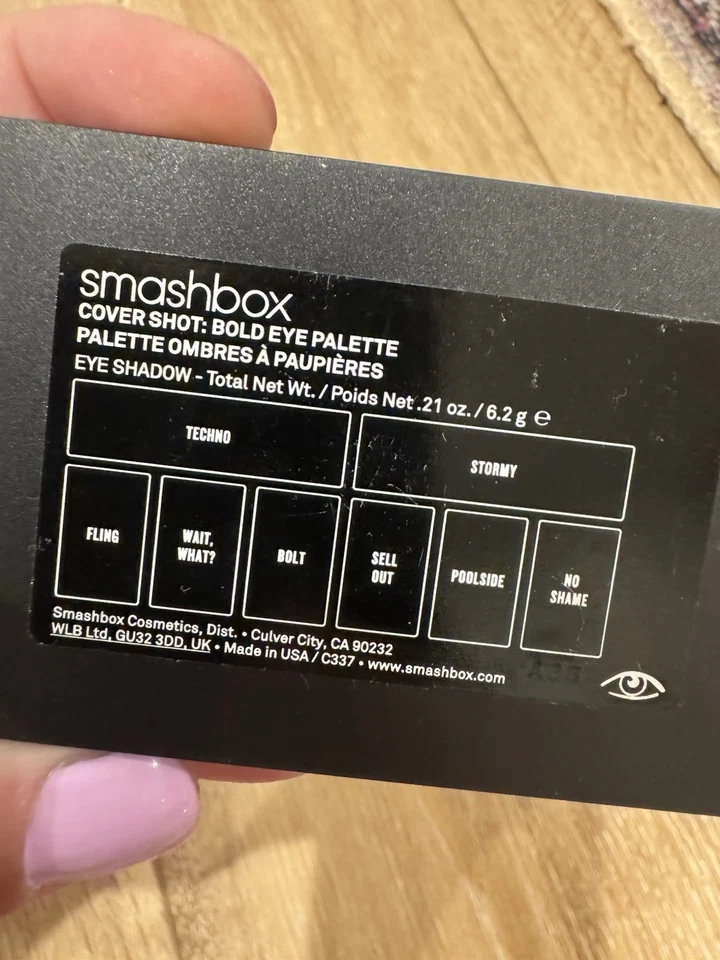 smashbox
COVER SHOT: BOLD EYE PALETTE
PALETTE OMBRES À PAUPIÈRES
EYE SHADOW - Total Net Wt. / Poids Net .21 oz. / 6.2 g ℮
TECHNO
STORMY
FLING
WAIT,
WHAT?
BOLT
SELL
OUT
POOLSIDE
NO
SHAME
Smashbox Cosmetics, Dist. • Culver City, CA 90232
WLB Ltd, GU32 3DD, UK • Made in USA / C337 • www.smashbox.com